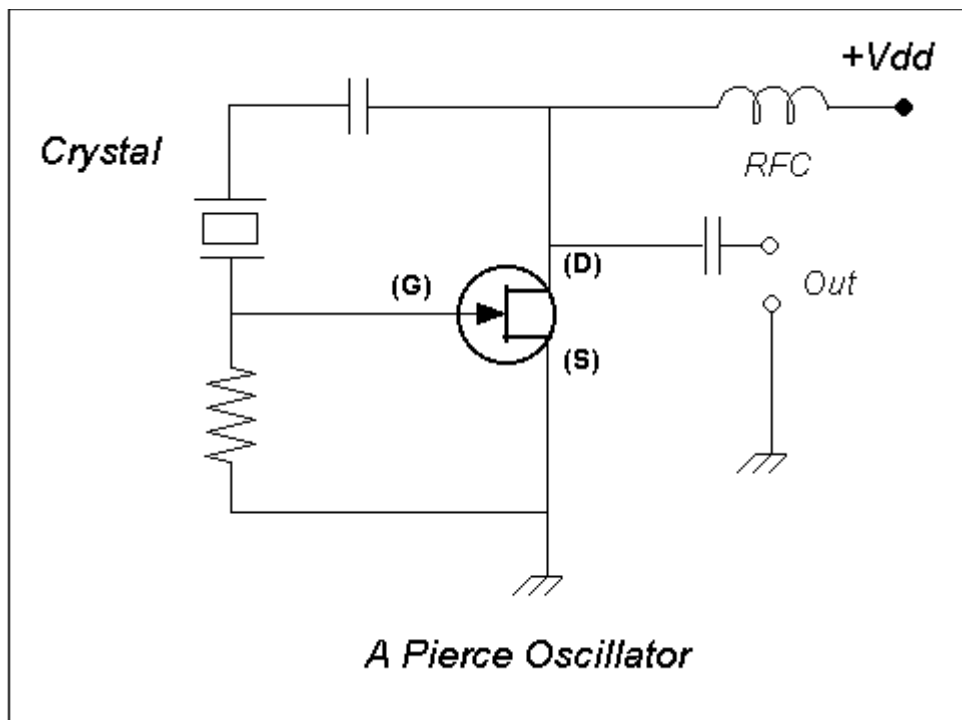 +Vdd
Crystal
RFC
(D)
(G)
Out
(S)
A Pierce Oscillator